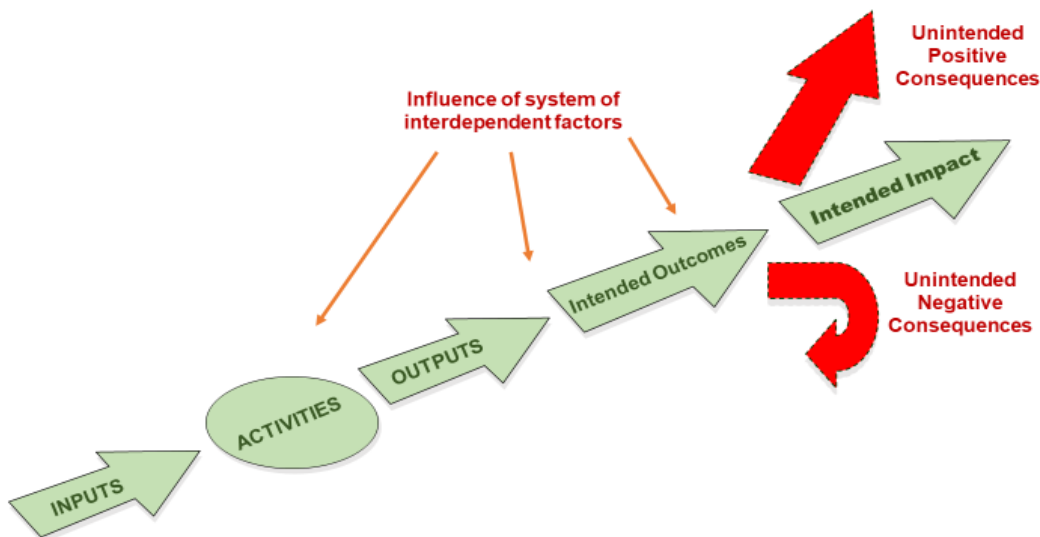 Unintended
Positive
Consequences
Influence of system of
interdependent factors
Intended Impact
Intended Outcomes
Unintended
Negative
Consequences
OUTPUTS
ACTIVITIES
INPUTS